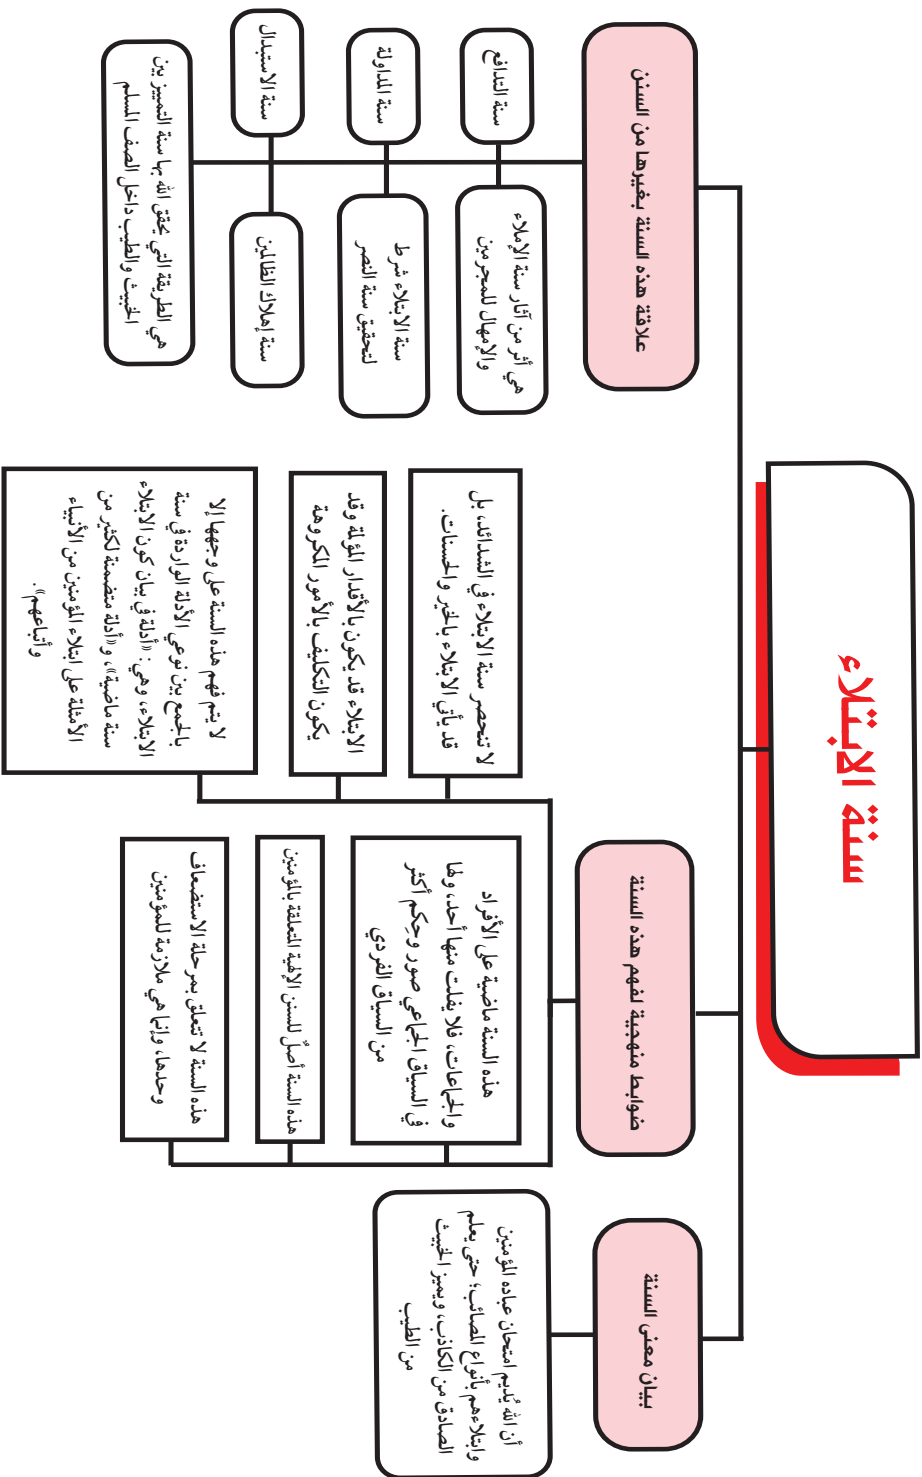 سنة الابتلاء
بيان معنى السنة
أن الله يُديم امتحان عباده المؤمنين
وابتلاءهم بأنواع المصائب؛ حتى يعلم
الصادق من الكاذب، ويميز الخبيث
من الطيب
ضوابط منهجية لفهم هذه السنة
هذه السنة ماضية على الأفراد
والجماعات، فلا يفلت منها أحد، ولها
في السياق الجماعي صور وحِكم أكثر
من السياق الفردي
هذه السنة أصلٌ للسنن الإلهية المتعلقة بالمؤمنين
هذه السنة لا تتعلق بمرحلة الاستضعاف
وحدها، وإنما هي ملازمة للمؤمنين
لا تنحصر سنة الابتلاء في الشدائد، بل
قد يأتي الابتلاء بالخير والحسنات.
الابتلاء قد يكون بالأقدار المؤلمة وقد
يكون التكليف بالأمور المكروهة
لا يتم فهم هذه السنة على وجهها إلا
بالجمع بين نوعي الأدلة الواردة في سنة
الابتلاء، وهي: «أدلة في بيان كون الابتلاء
سنة ماضية»، و«أدلة متضمنة لكثير من
الأمثلة على ابتلاء المؤمنين من الأنبياء
وأتباعهم».
علاقة هذه السنة بغيرها من السنن
سنة التدافع
هي أثر من آثار سنة الإملاء
والإمهال للمجرمين
سنة المداولة
سنة الابتلاء شرط
لتحقيق سنة النصر
سنة الاستبدال
سنة إهلاك الظالمين
هي الطريقة التي يحقق الله بها سنة التمييز بين
الخبيث والطيب داخل الصف المسلم